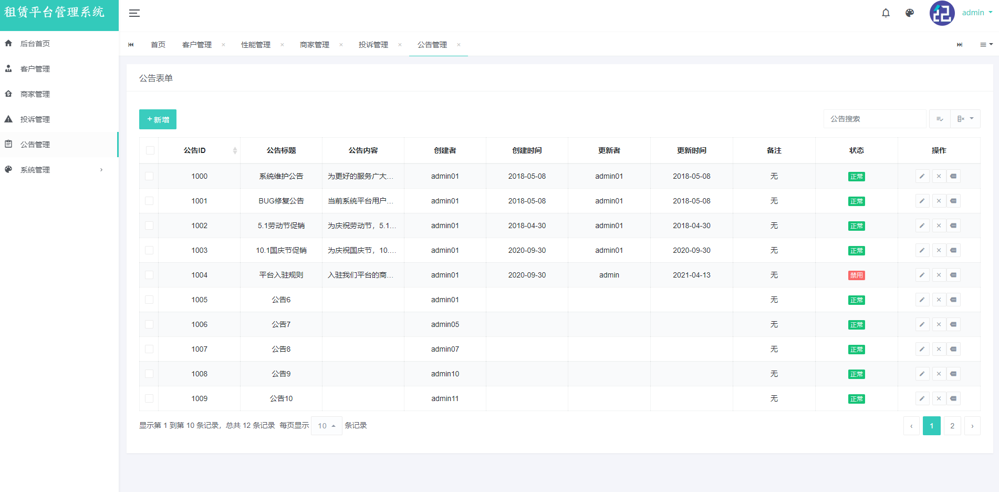 租赁平台管理系统
admin
后台首页
客户管理
商家管理
投诉管理
公告管理
系统管理
首页 客户管理 × 性能管理 × 商家管理 × 投诉管理 × 公告管理 ×
公告表单
+新增
公告搜索
公告ID 公告标题 公告内容 创建者 创建时间 更新者 更新时间 备注 状态 操作
1000 系统维护公告 为更好的服务广大... admin01 2018-05-08 admin01 2018-05-08 无 正常
1001 BUG修复公告 当前系统平台用户... admin01 2018-05-08 admin01 2018-05-08 无 正常
1002 5.1劳动节促销 为庆祝劳动节，5.1... admin01 2018-04-30 admin01 2018-04-30 无 正常
1003 10.1国庆节促销 为庆祝国庆节，10.... admin01 2020-09-30 admin01 2020-09-30 无 正常
1004 平台入驻规则 入驻我们平台的商... admin01 2020-09-30 admin 2021-04-13 无 禁用
1005 公告6 admin01 无 正常
1006 公告7 admin05 无 正常
1007 公告8 admin07 无 正常
1008 公告9 admin10 无 正常
1009 公告10 admin11 无 正常
显示第 1 到第 10 条记录，总共 12 条记录 每页显示 10 条记录
‹ 1 2 ›